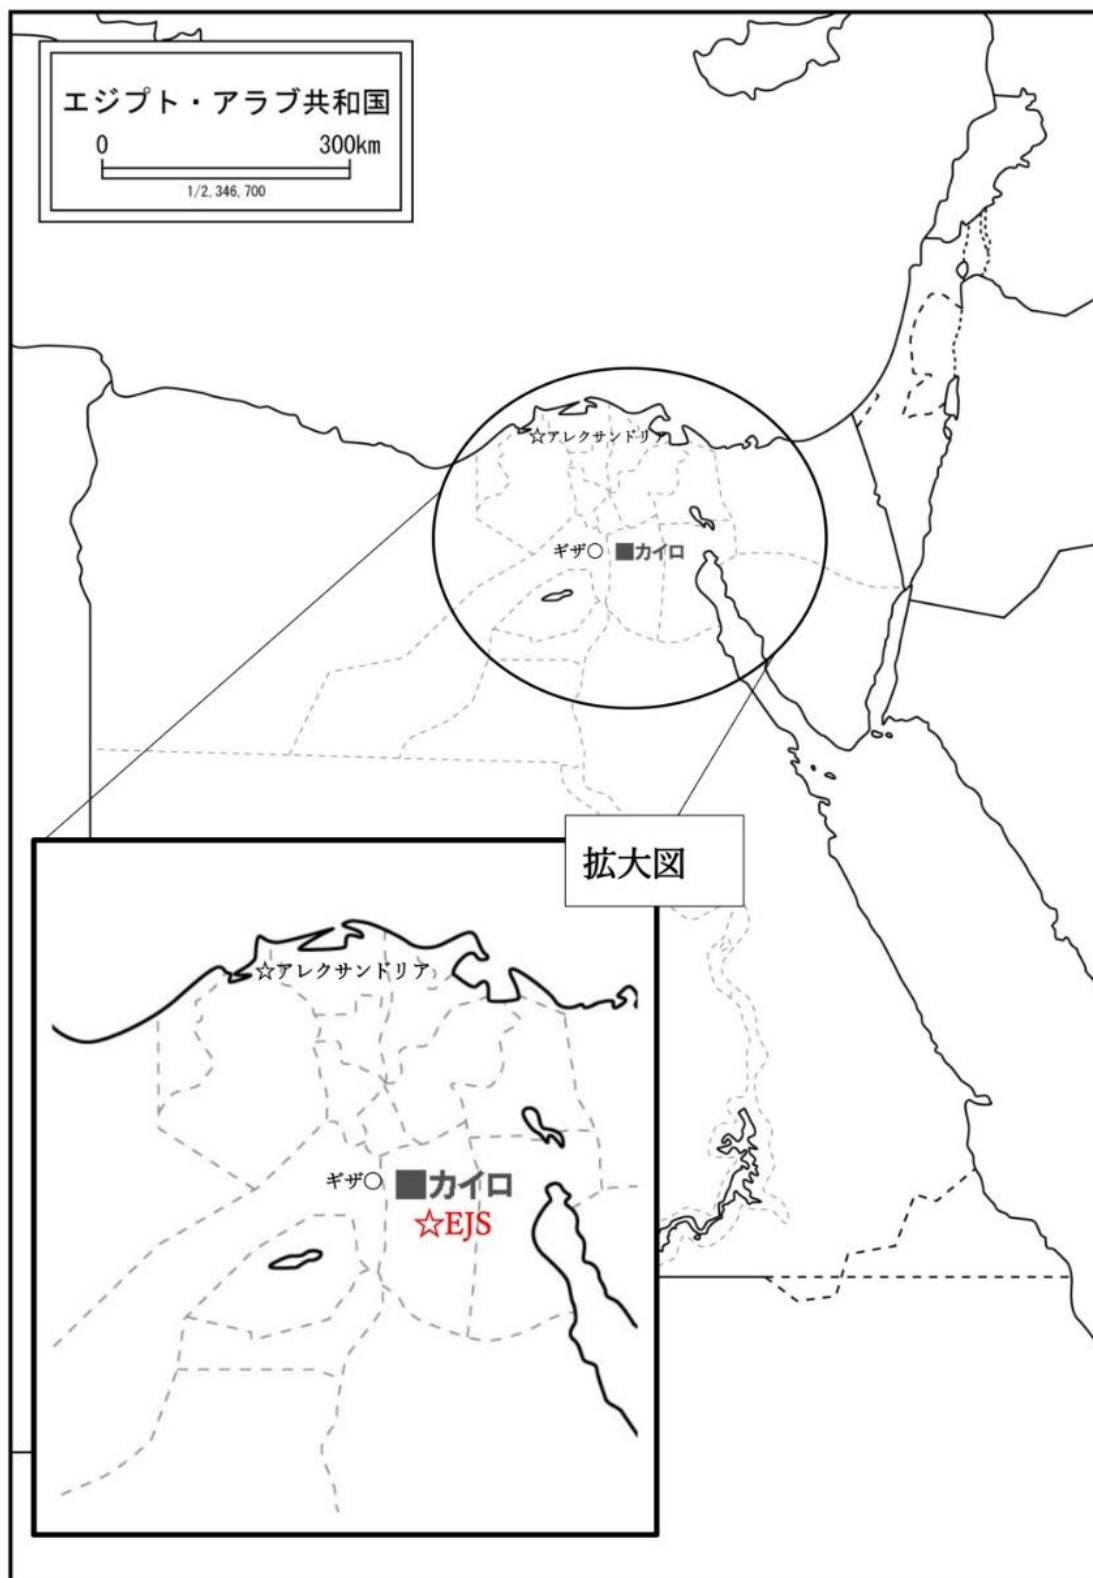 エジプト・アラブ共和国
0 300km
1/2,346,700
☆アレクサンドリア
ギザ○ ■カイロ
拡大図
☆アレクサンドリア
ギザ○ ■カイロ
☆EJS